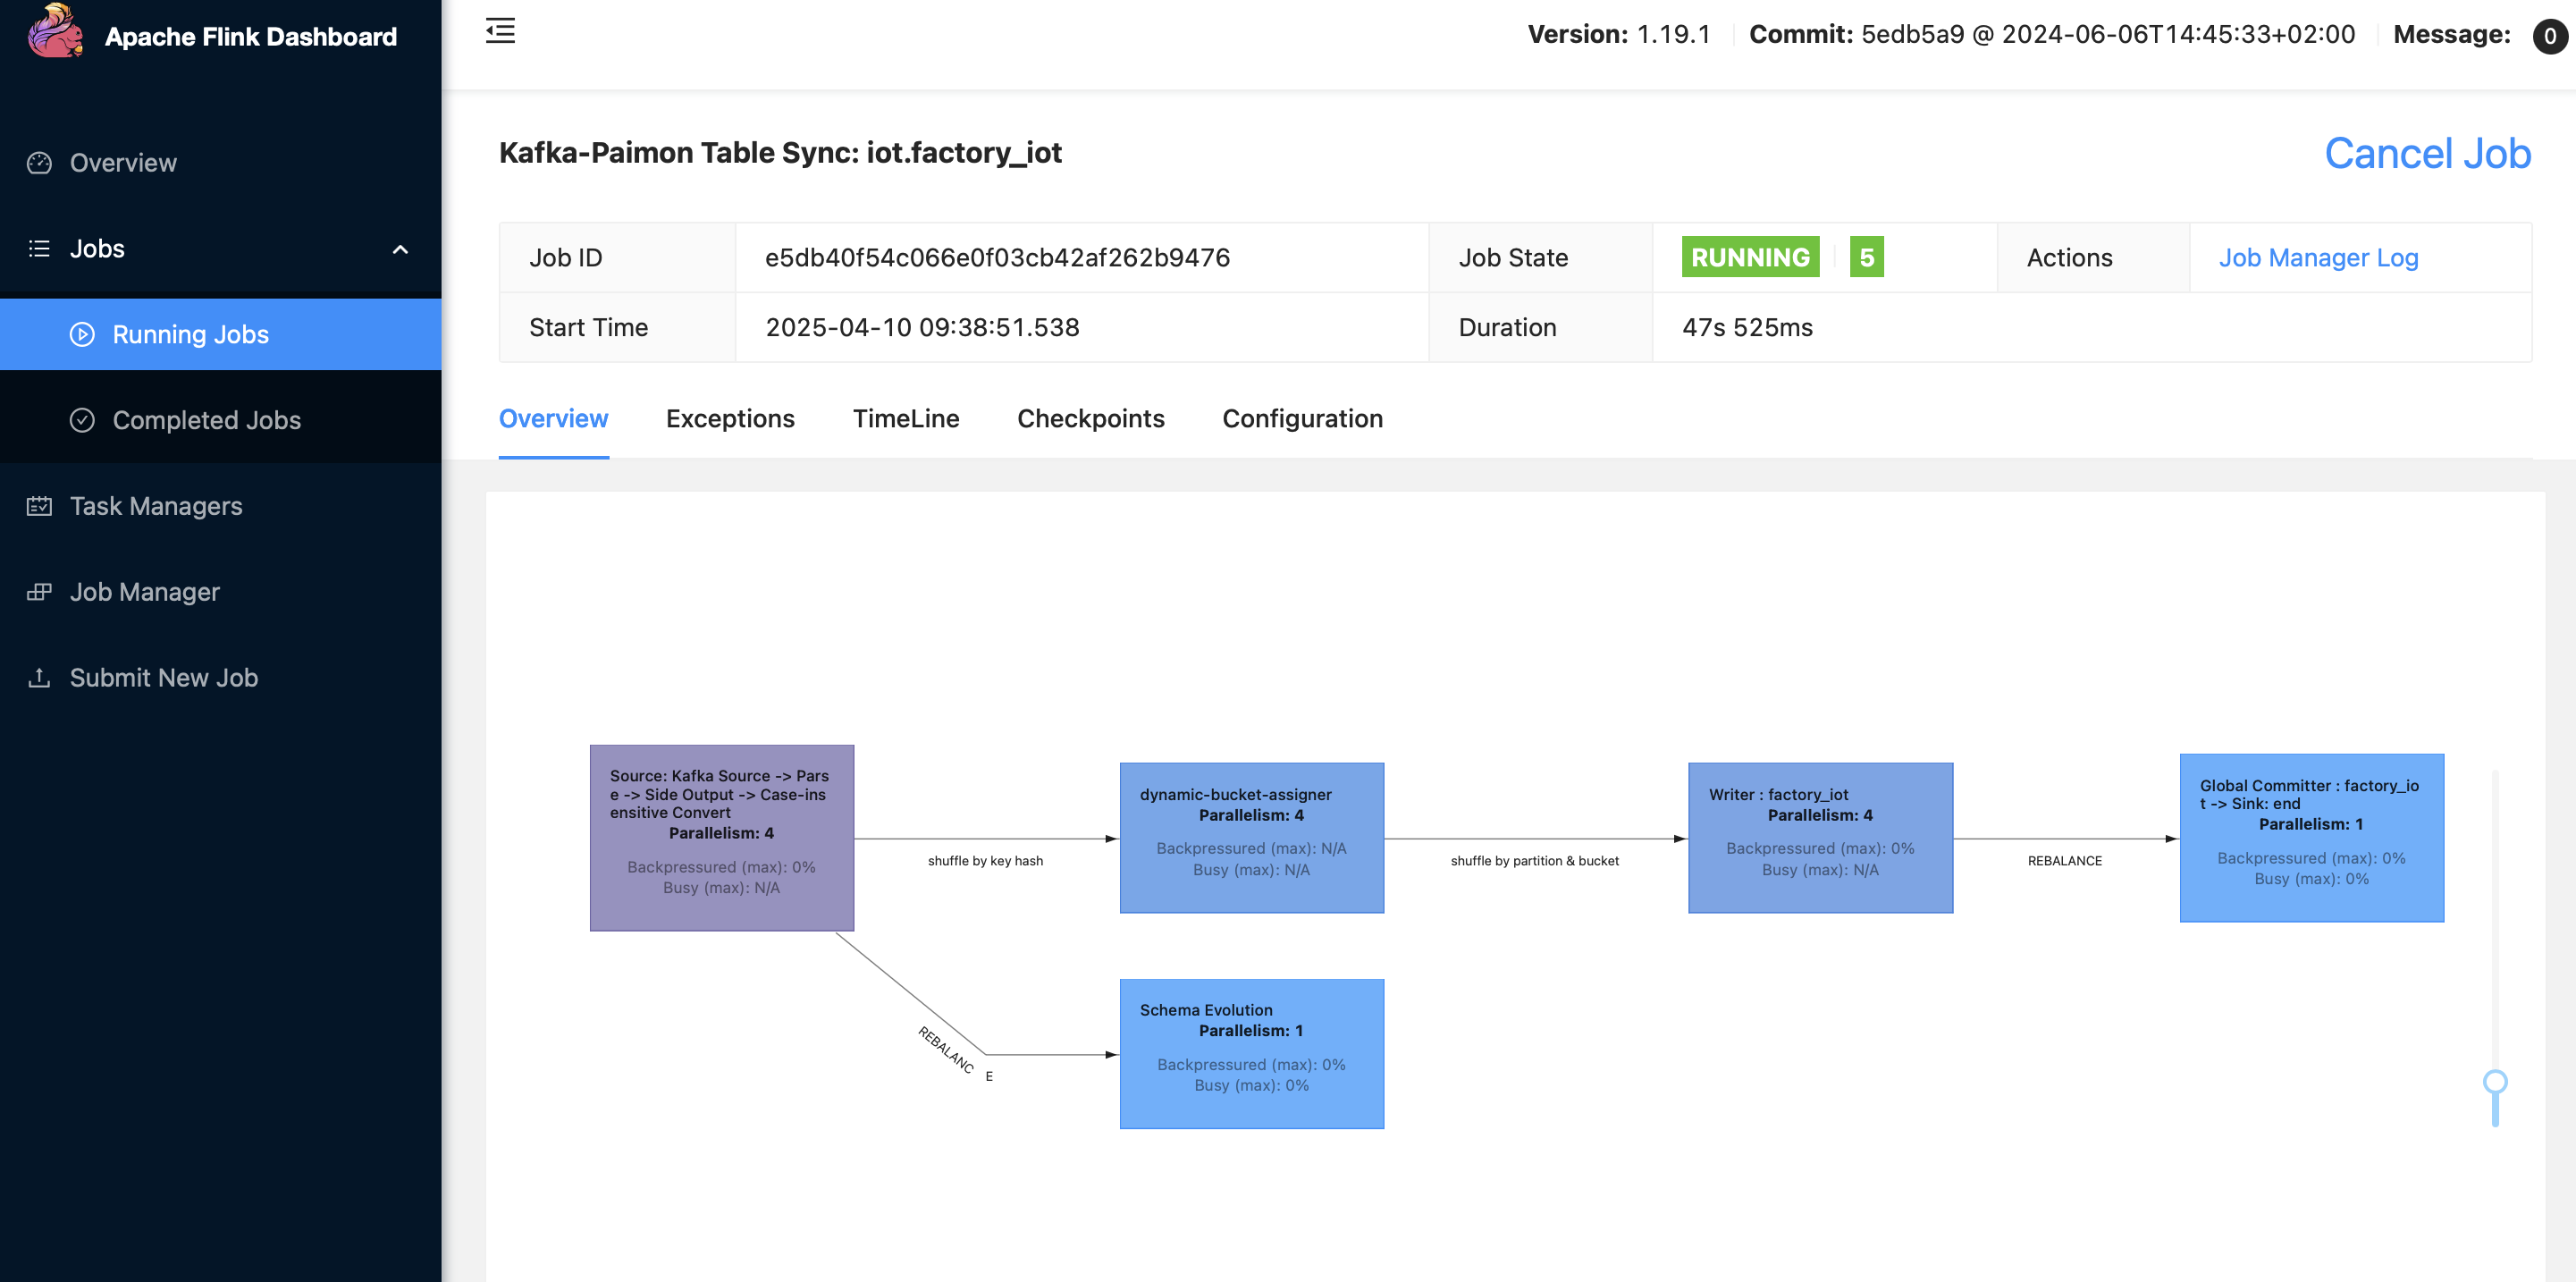 Apache Flink Dashboard
Version: 1.19.1 Commit: 5edb5a9 @ 2024-06-06T14:45:33+02:00 Message: 0
Overview
Jobs
Running Jobs
Completed Jobs
Task Managers
Job Manager
Submit New Job
Kafka-Paimon Table Sync: iot.factory_iot
Cancel Job
Job ID e5db40f54c066e0f03cb42af262b9476 Job State RUNNING 5 Actions Job Manager Log
Start Time 2025-04-10 09:38:51.538 Duration 47s 525ms
Overview Exceptions TimeLine Checkpoints Configuration
Source: Kafka Source -> Pars
e -> Side Output -> Case-ins
ensitive Convert
Parallelism: 4
Backpressured (max): 0%
Busy (max): N/A
shuffle by key hash
dynamic-bucket-assigner
Parallelism: 4
Backpressured (max): N/A
Busy (max): N/A
shuffle by partition & bucket
Writer : factory_iot
Parallelism: 4
Backpressured (max): 0%
Busy (max): N/A
REBALANCE
Global Committer : factory_io
t -> Sink: end
Parallelism: 1
Backpressured (max): 0%
Busy (max): 0%
REBALANC
E
Schema Evolution
Parallelism: 1
Backpressured (max): 0%
Busy (max): 0%